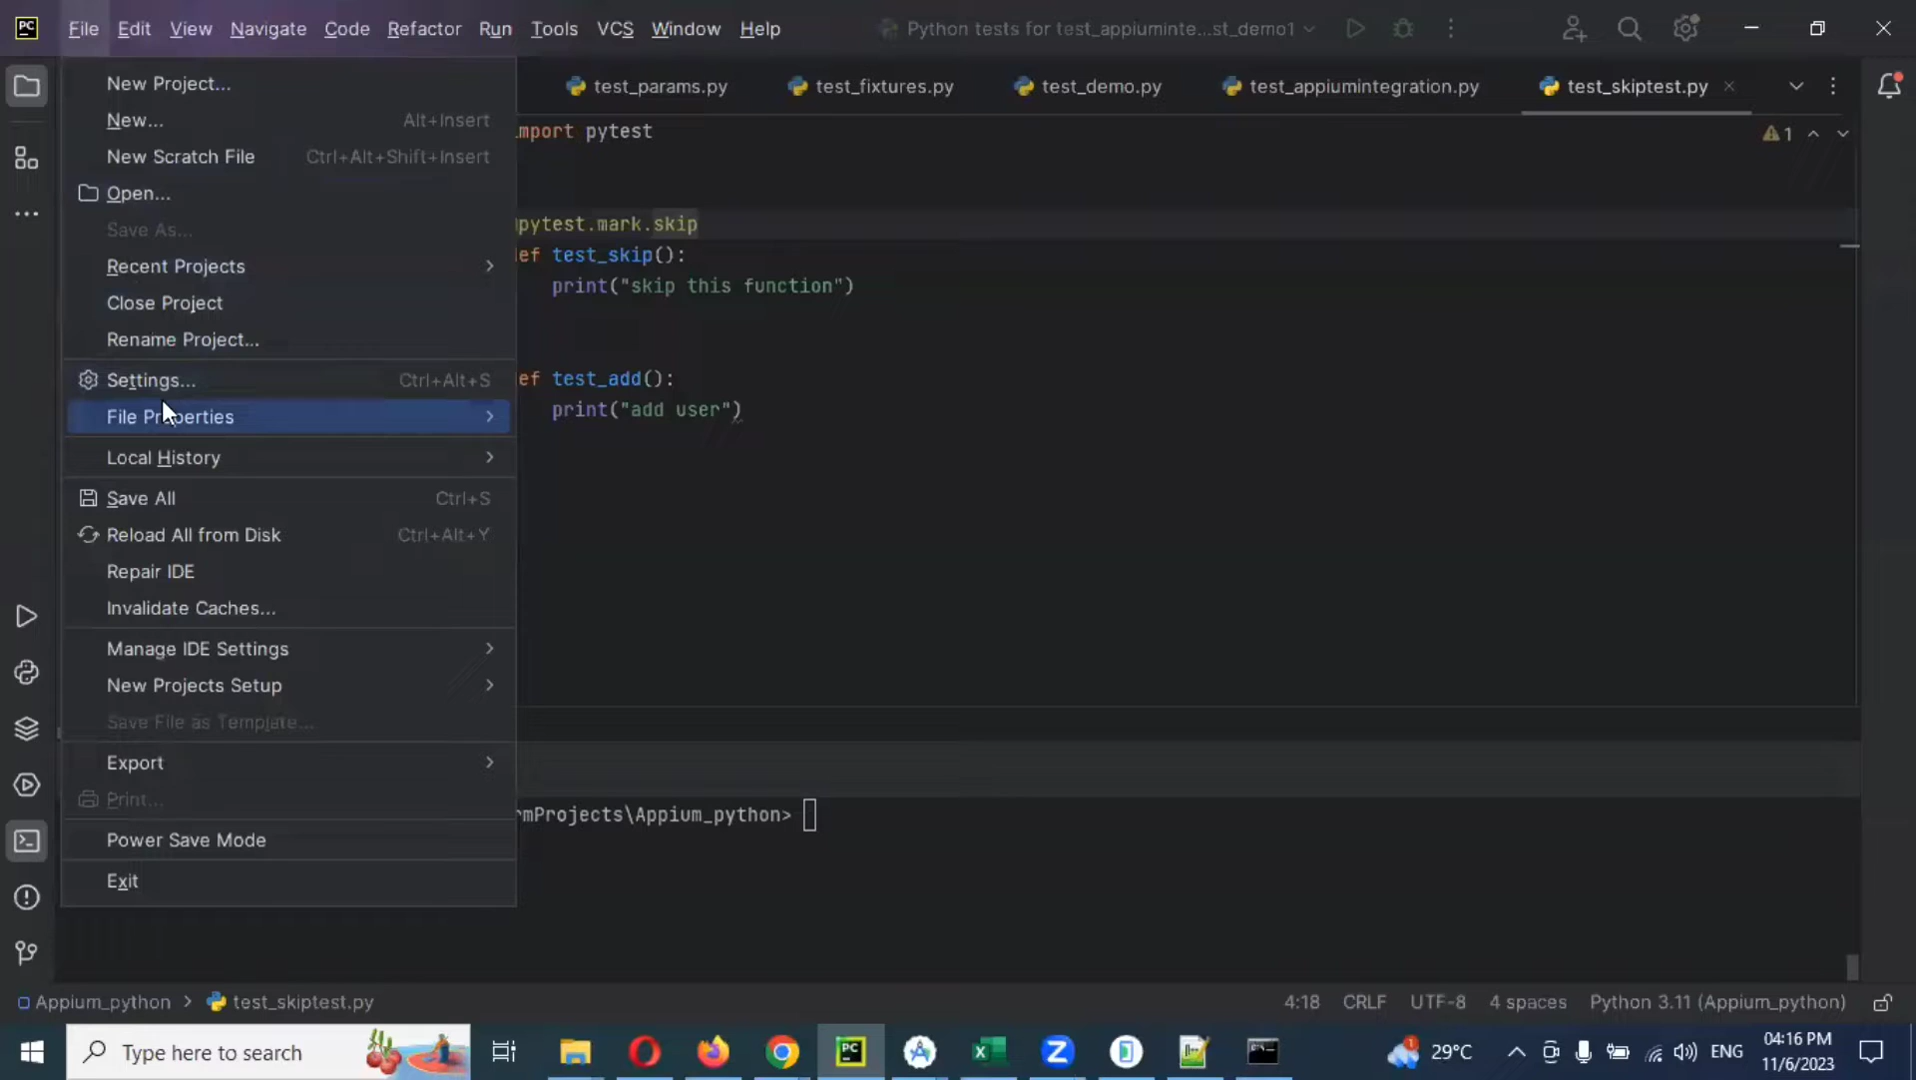 PC File Edit View Navigate Code Refactor Run Tools VCS Window Help Python tests for test_appiuminte...st_demo1
test_params.py test_fixtures.py test_demo.py test_appiumintegration.py test_skiptest.py
New Project...
New... Alt+Insert
New Scratch File Ctrl+Alt+Shift+Insert
Open...
Save As...
Recent Projects
Close Project
Rename Project...
Settings... Ctrl+Alt+S
File Properties
Local History
Save All Ctrl+S
Reload All from Disk Ctrl+Alt+Y
Repair IDE
Invalidate Caches...
Manage IDE Settings
New Projects Setup
Save File as Template...
Export
Print...
Power Save Mode
Exit
mport pytest
1
pytest.mark.skip
ef test_skip():
print("skip this function")
ef test_add():
print("add user")
rmProjects\Appium_python>
Appium_python > test_skiptest.py 4:18 CRLF UTF-8 4 spaces Python 3.11 (Appium_python)
Type here to search PC 29°C ENG 04:16 PM
11/6/2023